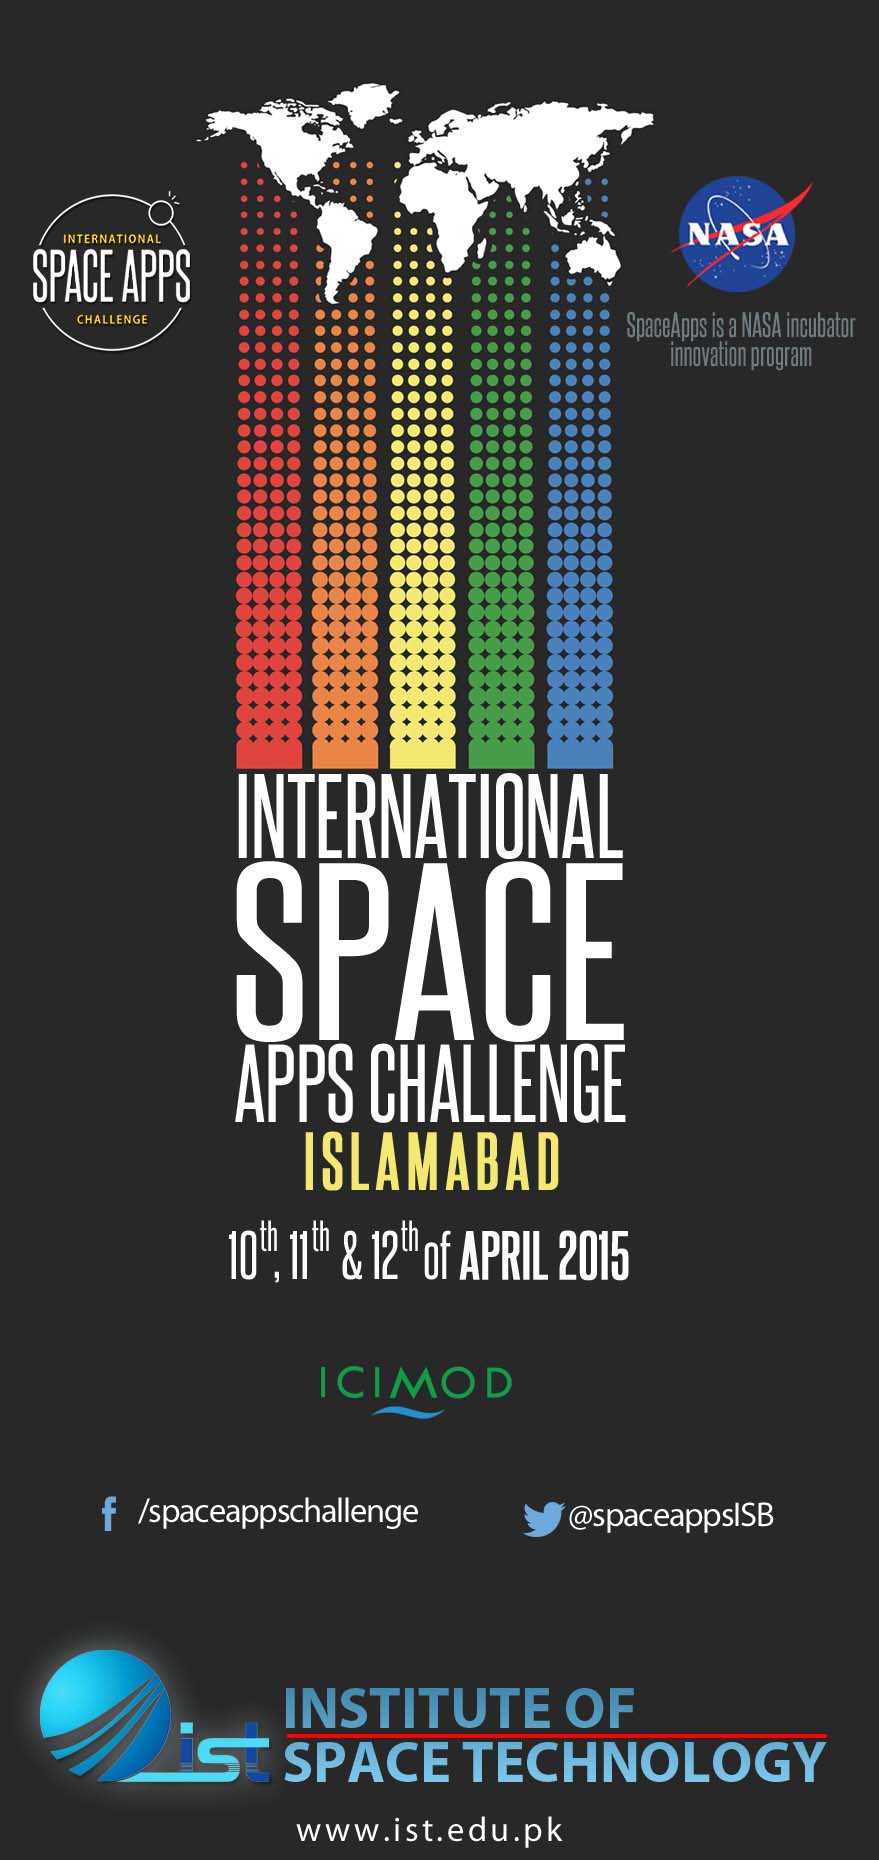 INTERNATIONAL
SPACE APPS
CHALLENGE
NASA
SpaceApps is a NASA incubator
innovation program
INTERNATIONAL
SPACE
APPS CHALLENGE
ISLAMABAD
10th, 11th & 12th of APRIL 2015
ICIMOD
f /spaceappschallenge
@spaceappsISB
ist
INSTITUTE OF
SPACE TECHNOLOGY
www.ist.edu.pk